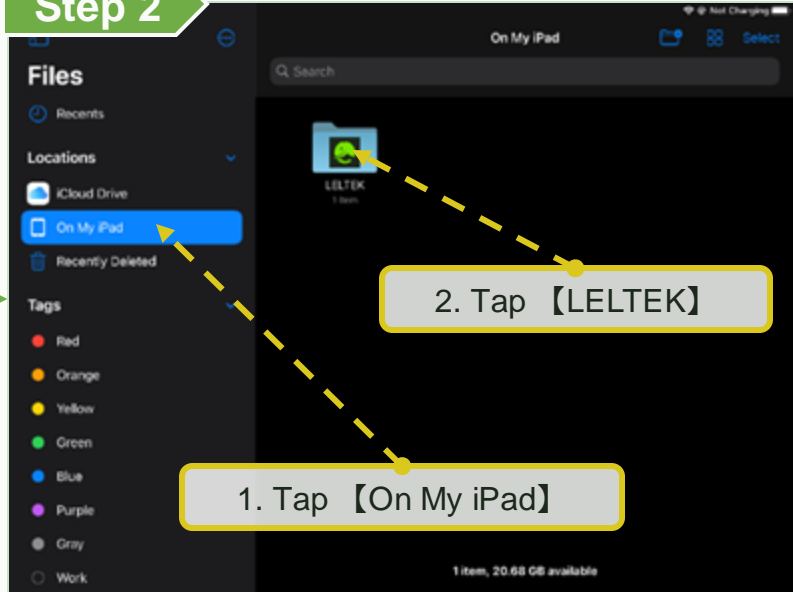 Step 2
Not Charging
Files
Recents
Locations
iCloud Drive
On My iPad
Recently Deleted
Tags
Red
Orange
Yellow
Green
Blue
Purple
Gray
Work
On My iPad
Select
Search
LELTEK
1 item
2. Tap 【LELTEK】
1. Tap 【On My iPad】
1 item, 20.68 GB available